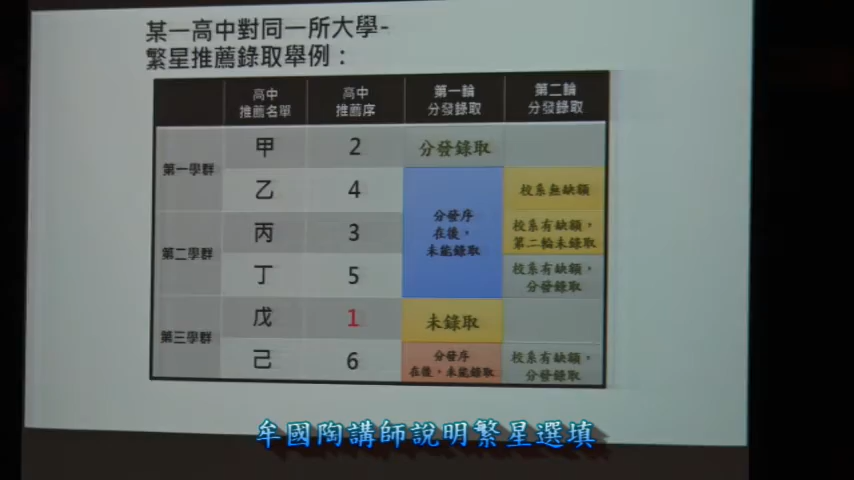 某一高中對同一所大學-
繁星推薦錄取舉例：
高中
推薦名單
高中
推薦序
第一輪
分發錄取
第二輪
分發錄取
第一學群
甲
2
分發錄取
乙
4
分發序
在後，
未能錄取
校系無缺額
第二學群
丙
3
校系有缺額，
第二輪未錄取
丁
5
校系有缺額，
分發錄取
第三學群
戊
1
未錄取
己
6
分發序
在後，未能錄取
校系有缺額，
分發錄取
牟國陶講師說明繁星選填